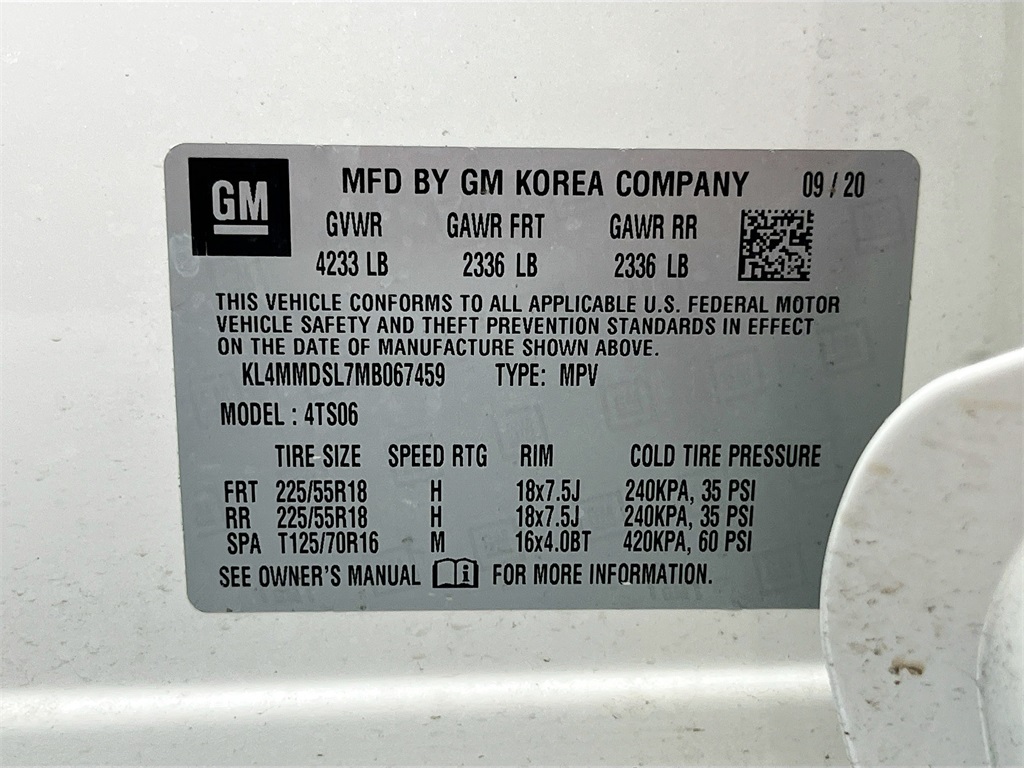 GM
MFD BY GM KOREA COMPANY 09 / 20
GVWR GAWR FRT GAWR RR
4233 LB 2336 LB 2336 LB
THIS VEHICLE CONFORMS TO ALL APPLICABLE U.S. FEDERAL MOTOR
VEHICLE SAFETY AND THEFT PREVENTION STANDARDS IN EFFECT
ON THE DATE OF MANUFACTURE SHOWN ABOVE.
KL4MMDSL7MB067459 TYPE: MPV
MODEL : 4TS06
TIRE SIZE SPEED RTG RIM COLD TIRE PRESSURE
FRT 225/55R18 H 18x7.5J 240KPA, 35 PSI
RR 225/55R18 H 18x7.5J 240KPA, 35 PSI
SPA T125/70R16 M 16x4.0BT 420KPA, 60 PSI
SEE OWNER'S MANUAL FOR MORE INFORMATION.